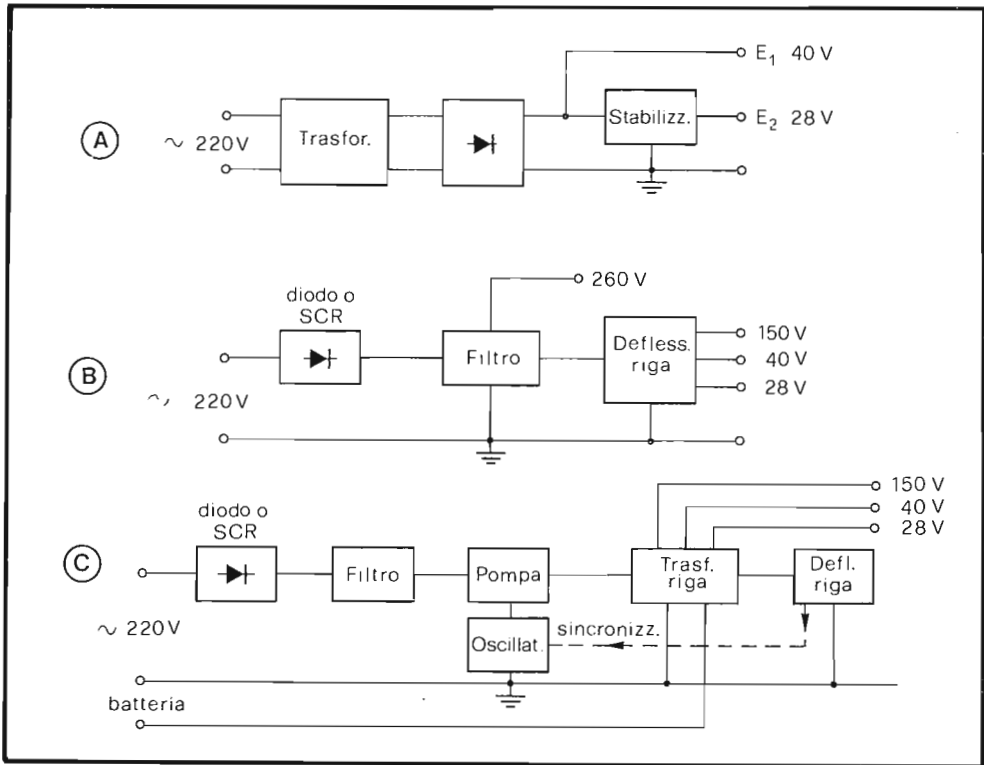 A
∼ 220V
Trasfor.
Stabilizz.
E₁ 40 V
E₂ 28 V
B
∼ 220V
diodo o
SCR
Filtro
260 V
Defless.
riga
150 V
40 V
28 V
C
∼ 220V
diodo o
SCR
Filtro
Pompa
Oscillat.
sincronizz.
Trasf.
riga
Defl.
riga
150 V
40 V
28 V
batteria